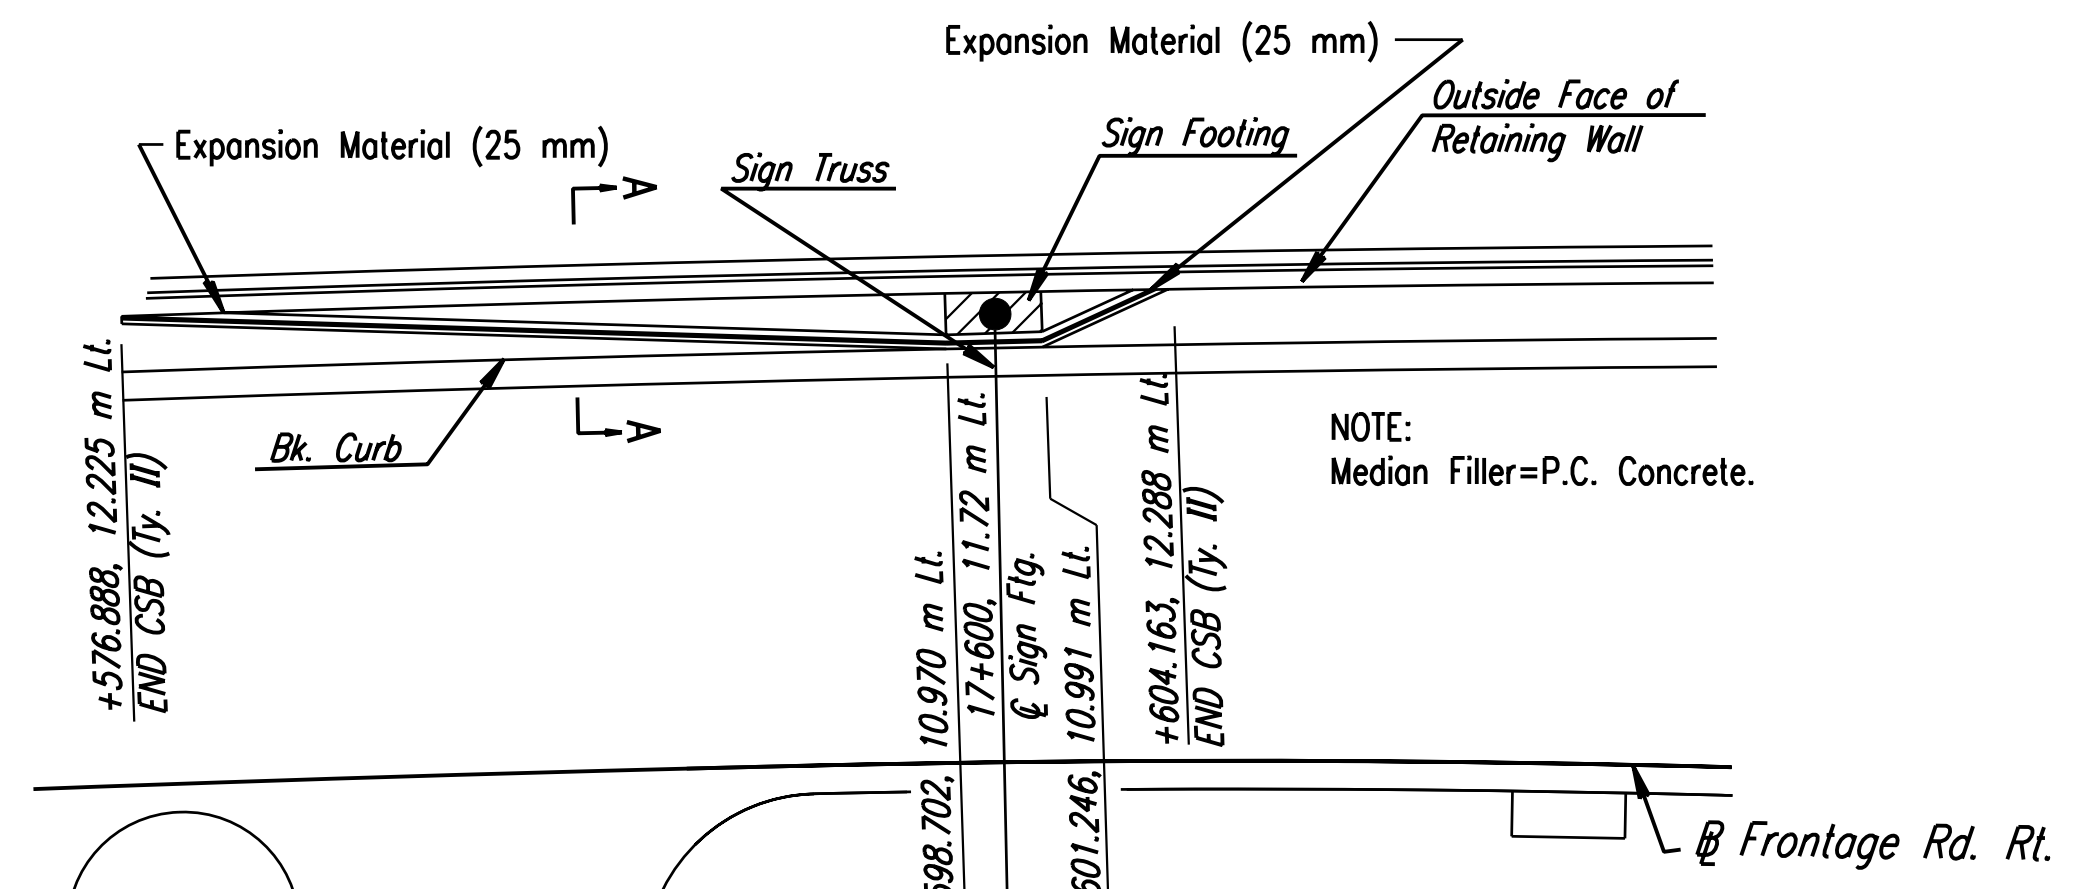 Expansion Material (25 mm)
Outside Face of
Retaining Wall
Sign Footing
Expansion Material (25 mm)
Sign Truss
A
A
Bk. Curb
NOTE:
Median Filler=P.C. Concrete.
+576.888, 12.225 m Lt.
END CSB (Ty. II)
598.702, 10.970 m Lt.
17+600, 11.72 m Lt.
℄ Sign Ftg.
601.246, 10.991 m Lt.
+604.163, 12.288 m Lt.
END CSB (Ty. II)
Frontage Rd. Rt.